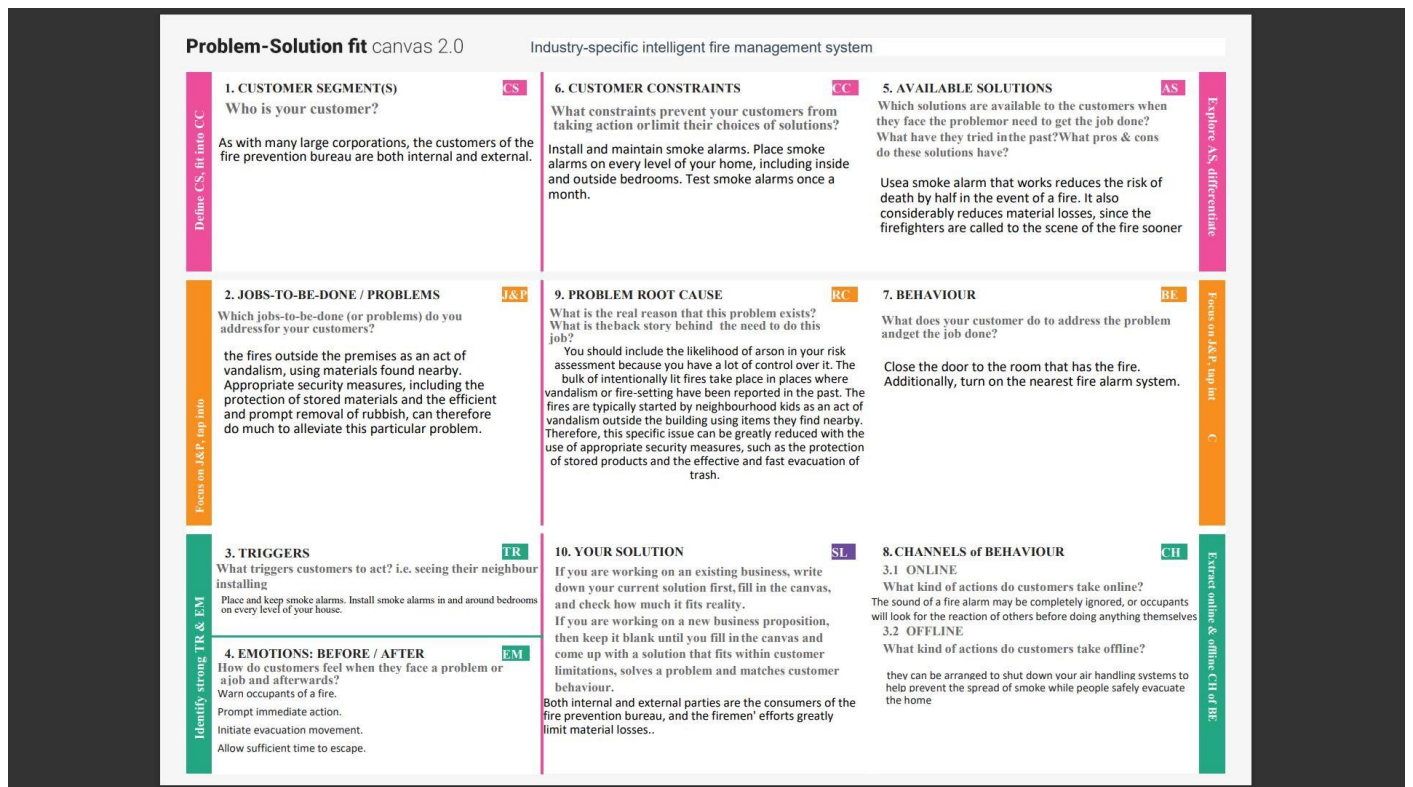 Problem-Solution fit canvas 2.0
Industry-specific intelligent fire management system
Define CS, fit into CC
1. CUSTOMER SEGMENT(S)
CS
Who is your customer?
As with many large corporations, the customers of the
fire prevention bureau are both internal and external.
6. CUSTOMER CONSTRAINTS
CC
What constraints prevent your customers from
taking action orlimit their choices of solutions?
Install and maintain smoke alarms. Place smoke
alarms on every level of your home, including inside
and outside bedrooms. Test smoke alarms once a
month.
5. AVAILABLE SOLUTIONS
AS
Which solutions are available to the customers when
they face the problemor need to get the job done?
What have they tried inthe past?What pros & cons
do these solutions have?
Usea smoke alarm that works reduces the risk of
death by half in the event of a fire. It also
considerably reduces material losses, since the
firefighters are called to the scene of the fire sooner
Explore AS, differentiate
Focus on J&P, tap into
2. JOBS-TO-BE-DONE / PROBLEMS
J&P
Which jobs-to-be-done (or problems) do you
addressfor your customers?
the fires outside the premises as an act of
vandalism, using materials found nearby.
Appropriate security measures, including the
protection of stored materials and the efficient
and prompt removal of rubbish, can therefore
do much to alleviate this particular problem.
9. PROBLEM ROOT CAUSE
RC
What is the real reason that this problem exists?
What is theback story behind the need to do this
job?
You should include the likelihood of arson in your risk
assessment because you have a lot of control over it. The
bulk of intentionally lit fires take place in places where
vandalism or fire-setting have been reported in the past. The
fires are typically started by neighbourhood kids as an act of
vandalism outside the building using items they find nearby.
Therefore, this specific issue can be greatly reduced with the
use of appropriate security measures, such as the protection
of stored products and the effective and fast evacuation of
trash.
7. BEHAVIOUR
BE
What does your customer do to address the problem
andget the job done?
Close the door to the room that has the fire.
Additionally, turn on the nearest fire alarm system.
Focus on J&P, tap int C
Identify strong TR & EM
3. TRIGGERS
TR
What triggers customers to act? i.e. seeing their neighbour
installing
Place and keep smoke alarms. Install smoke alarms in and around bedrooms
on every level of your house.
4. EMOTIONS: BEFORE / AFTER
EM
How do customers feel when they face a problem or
ajob and afterwards?
Warn occupants of a fire.
Prompt immediate action.
Initiate evacuation movement.
Allow sufficient time to escape.
10. YOUR SOLUTION
SL
If you are working on an existing business, write
down your current solution first, fill in the canvas,
and check how much it fits reality.
If you are working on a new business proposition,
then keep it blank until you fill in the canvas and
come up with a solution that fits within customer
limitations, solves a problem and matches customer
behaviour.
Both internal and external parties are the consumers of the
fire prevention bureau, and the firemen' efforts greatly
limit material losses..
8. CHANNELS of BEHAVIOUR
CH
3.1 ONLINE
What kind of actions do customers take online?
The sound of a fire alarm may be completely ignored, or occupants
will look for the reaction of others before doing anything themselves
3.2 OFFLINE
What kind of actions do customers take offline?
they can be arranged to shut down your air handling systems to
help prevent the spread of smoke while people safely evacuate
the home
Extract online & offline CH of BE